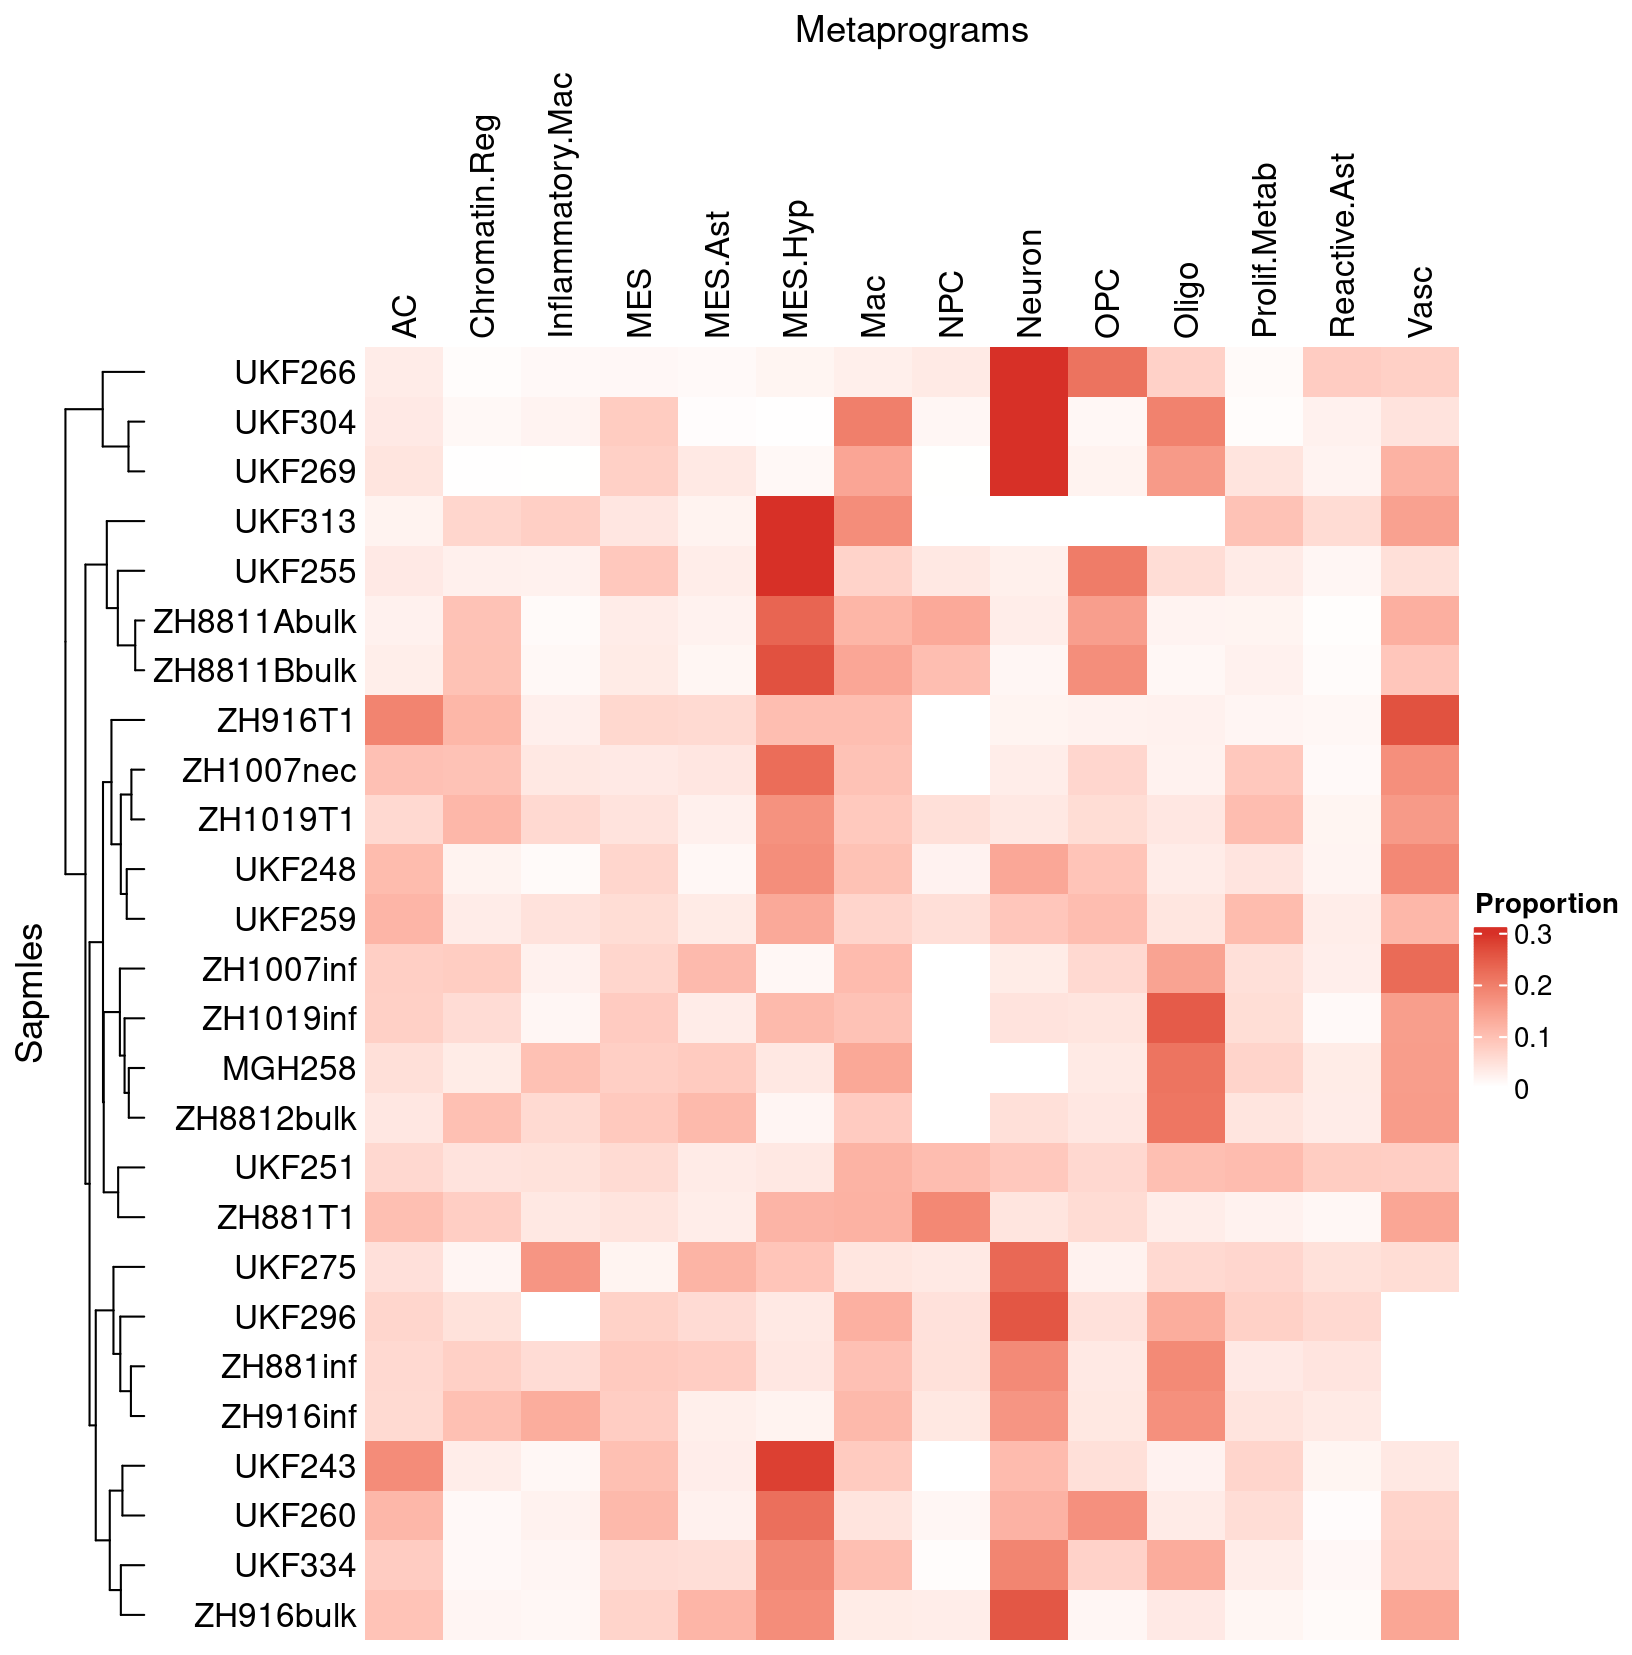 Metaprograms
AC
Chromatin.Reg
Inflammatory.Mac
MES
MES.Ast
MES.Hyp
Mac
NPC
Neuron
OPC
Oligo
Prolif.Metab
Reactive.Ast
Vasc
Sapmles
UKF266
UKF304
UKF269
UKF313
UKF255
ZH8811Abulk
ZH8811Bbulk
ZH916T1
ZH1007nec
ZH1019T1
UKF248
UKF259
ZH1007inf
ZH1019inf
MGH258
ZH8812bulk
UKF251
ZH881T1
UKF275
UKF296
ZH881inf
ZH916inf
UKF243
UKF260
UKF334
ZH916bulk
Proportion
0.3
0.2
0.1
0